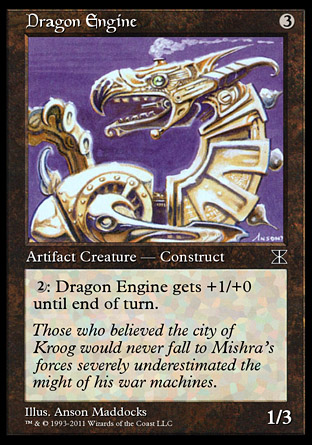 Dragon Engine 3
ANSON
Artifact Creature — Construct
2: Dragon Engine gets +1/+0
until end of turn.
Those who believed the city of
Kroog would never fall to Mishra's
forces severely underestimated the
might of his war machines.
Illus. Anson Maddocks
™ & © 1993-2011 Wizards of the Coast LLC
1/3